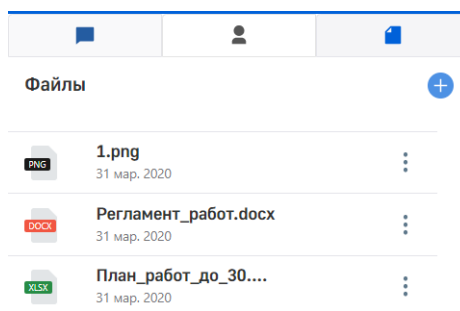 Файлы
PNG
1.png
31 мар. 2020
DOCX
Регламент_работ.docx
31 мар. 2020
XLSX
План_работ_до_30....
31 мар. 2020